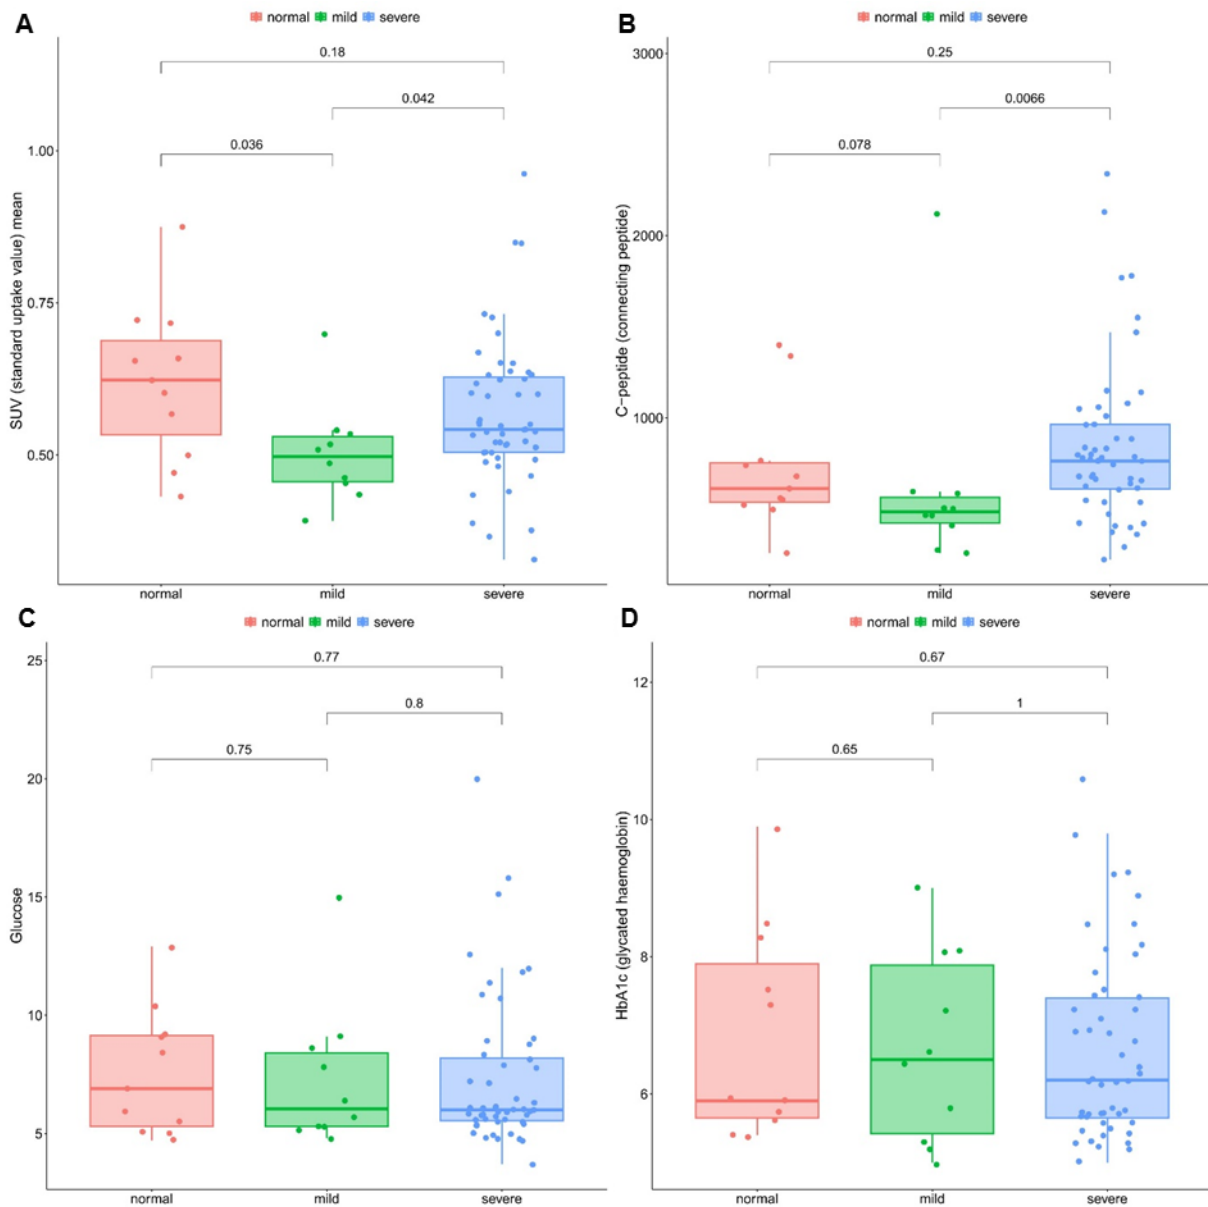 A
normal mild severe
0.18
0.042
0.036
1.00
0.75
0.50
SUV (standard uptake value) mean
normal mild severe
B
normal mild severe
3000
0.25
0.0066
0.078
2000
1000
C-peptide (connecting peptide)
normal mild severe
C
normal mild severe
25
0.77
0.8
0.75
20
15
10
5
Glucose
normal mild severe
D
normal mild severe
0.67
12
1
0.65
10
8
6
HbA1c (glycated haemoglobin)
normal mild severe